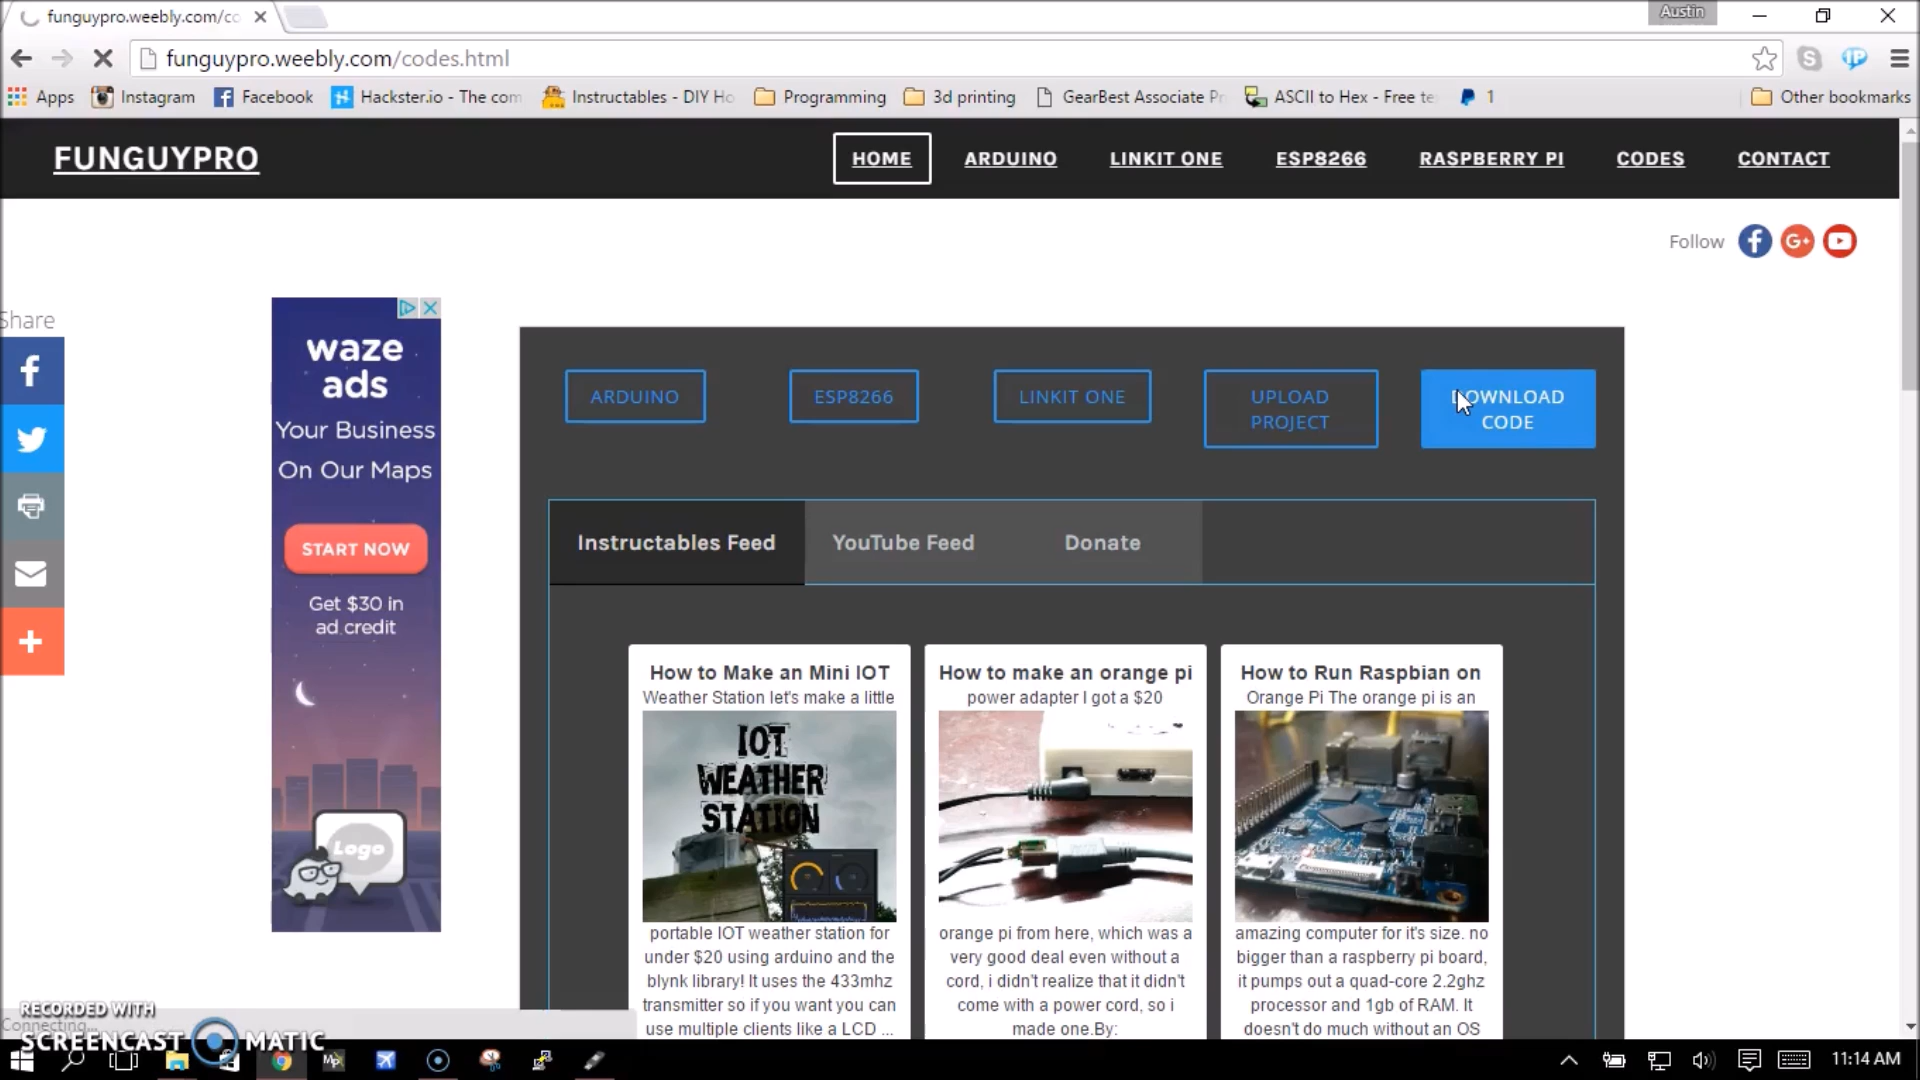 funguypro.weebly.com/co
Austin
funguypro.weebly.com/codes.html
Apps Instagram Facebook Hackster.io - The com Instructables - DIY Ho Programming 3d printing GearBest Associate Pr ASCII to Hex - Free te 1 Other bookmarks
FUNGUYPRO HOME ARDUINO LINKIT ONE ESP8266 RASPBERRY PI CODES CONTACT
Follow
Share
waze
ads
Your Business
On Our Maps
START NOW
Get $30 in
ad credit
Logo
ARDUINO ESP8266 LINKIT ONE UPLOAD PROJECT DOWNLOAD CODE
Instructables Feed YouTube Feed Donate
How to Make an Mini IOT
Weather Station let's make a little
IOT
WEATHER
STATION
portable IOT weather station for
under $20 using arduino and the
blynk library! It uses the 433mhz
transmitter so if you want you can
use multiple clients like a LCD ...
How to make an orange pi
power adapter I got a $20
orange pi from here, which was a
very good deal even without a
cord, i didn't realize that it didn't
come with a power cord, so i
made one.By:
How to Run Raspbian on
Orange Pi The orange pi is an
amazing computer for it's size. no
bigger than a raspberry pi board,
it pumps out a quad-core 2.2ghz
processor and 1gb of RAM. It
doesn't do much without an OS
Connecting...
RECORDED WITH
SCREENCAST MATIC
11:14 AM